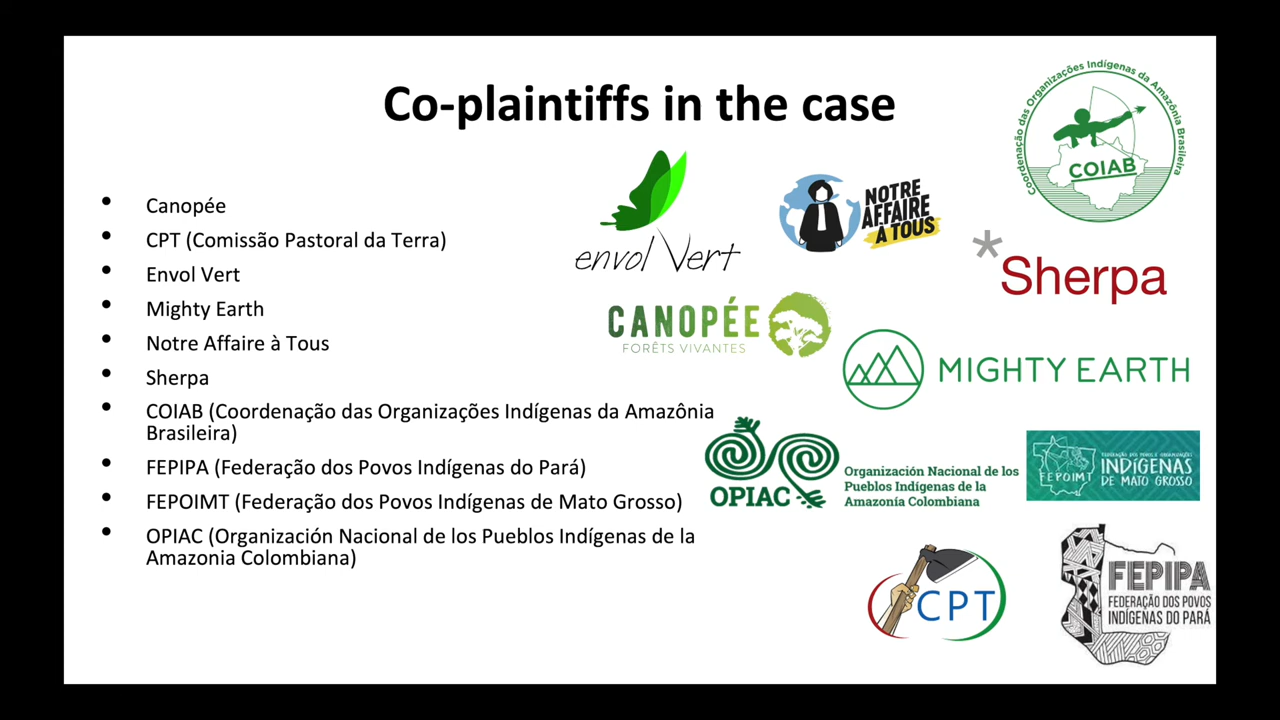 Co-plaintiffs in the case
• Canopée
• CPT (Comissão Pastoral da Terra)
• Envol Vert
• Mighty Earth
• Notre Affaire à Tous
• Sherpa
• COIAB (Coordenação das Organizações Indígenas da Amazônia
Brasileira)
• FEPIPA (Federação dos Povos Indígenas do Pará)
• FEPOIMT (Federação dos Povos Indígenas de Mato Grosso)
• OPIAC (Organización Nacional de los Pueblos Indígenas de la
Amazonia Colombiana)
envol Vert
NOTRE
AFFAIRE
À TOUS
Coordenação das Organizações Indígenas da Amazônia Brasileira
COIAB
*Sherpa
CANOPÉE
FORÊTS VIVANTES
MIGHTY EARTH
OPIAC
Organización Nacional de los
Pueblos Indígenas de la
Amazonía Colombiana
FEPOIMT
FEDERAÇÃO DOS POVOS E ORGANIZAÇÕES
INDÍGENAS
DE MATO GROSSO
CPT
FEPIPA
FEDERAÇÃO DOS POVOS
INDÍGENAS DO PARÁ